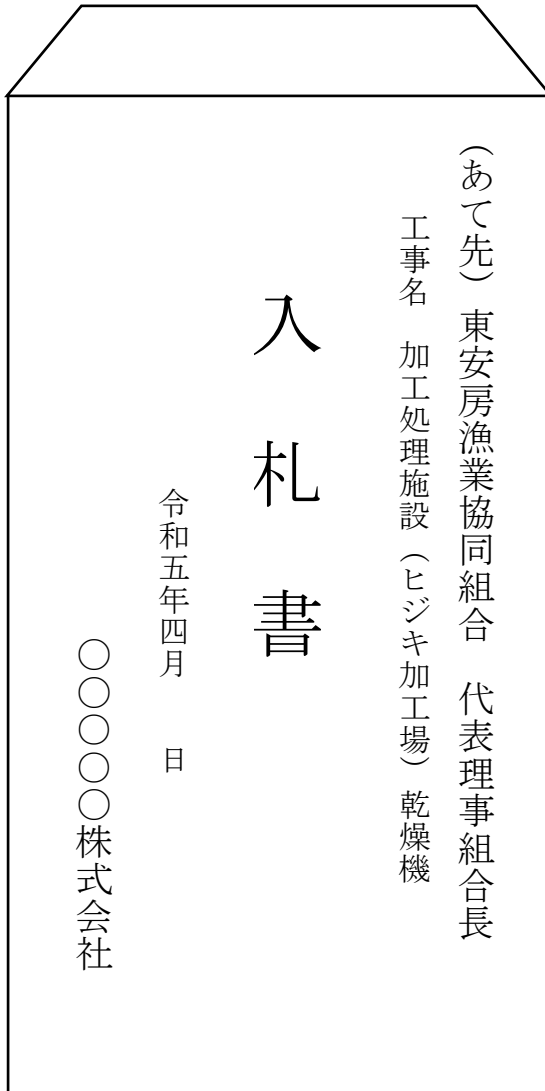 （あて先）東安房漁業協同組合　代表理事組合長
工事名　加工処理施設（ヒジキ加工場）乾燥機
入札書
令和五年四月　　日
〇〇〇〇〇株式会社